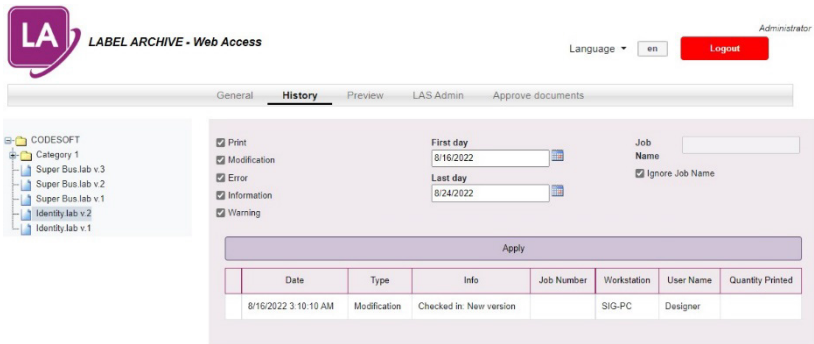 LA
LABEL ARCHIVE - Web Access
Administrator
Language
en
Logout
General History Preview LAS Admin Approve documents
CODESOFT
Category 1
Super Bus.lab v.3
Super Bus.lab v.2
Super Bus.lab v.1
Identity.lab v.2
Identity.lab v.1
Print
Modification
Error
Information
Warning
First day
8/16/2022
Last day
8/24/2022
Job
Name
Ignore Job Name
Apply
Date Type Info Job Number Workstation User Name Quantity Printed
8/16/2022 3:10:10 AM Modification Checked in: New version SIG-PC Designer